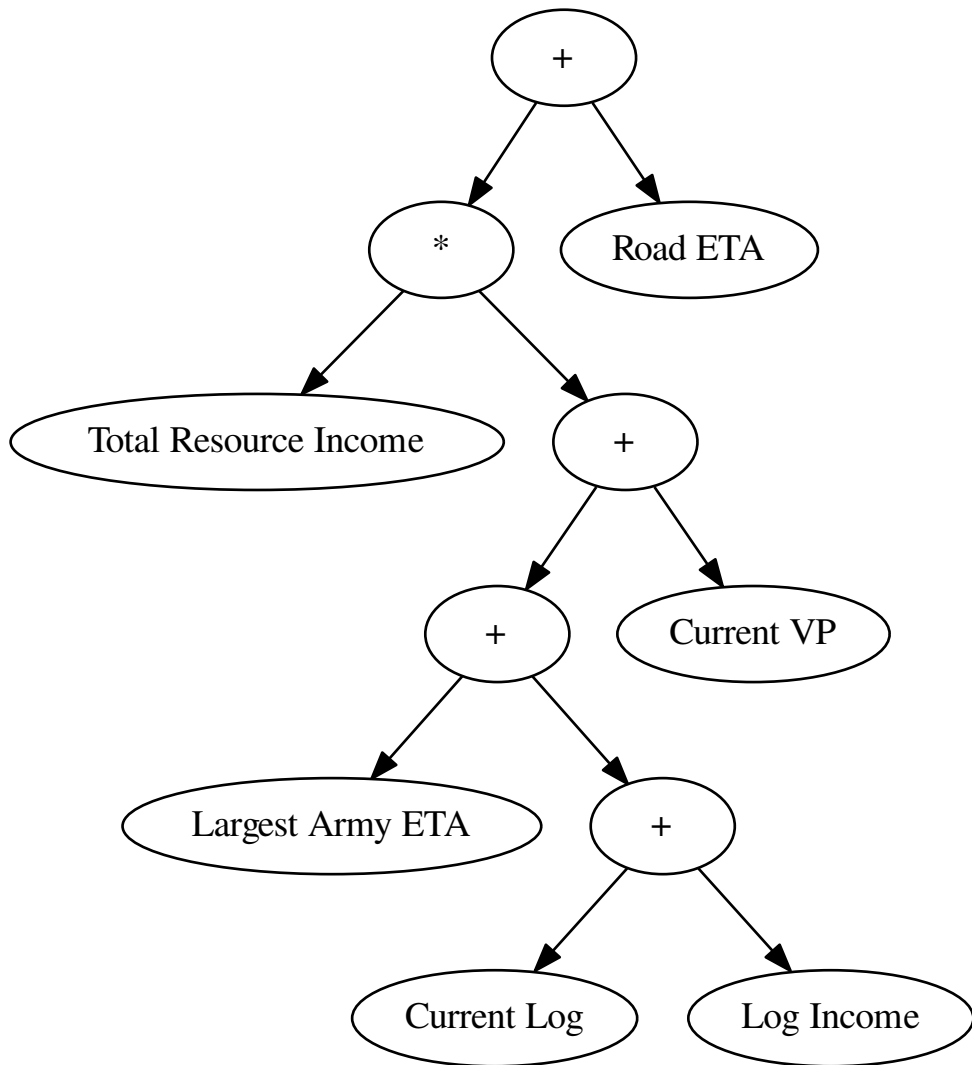 +
*
Road ETA
Total Resource Income
+
+
Current VP
Largest Army ETA
+
Current Log
Log Income